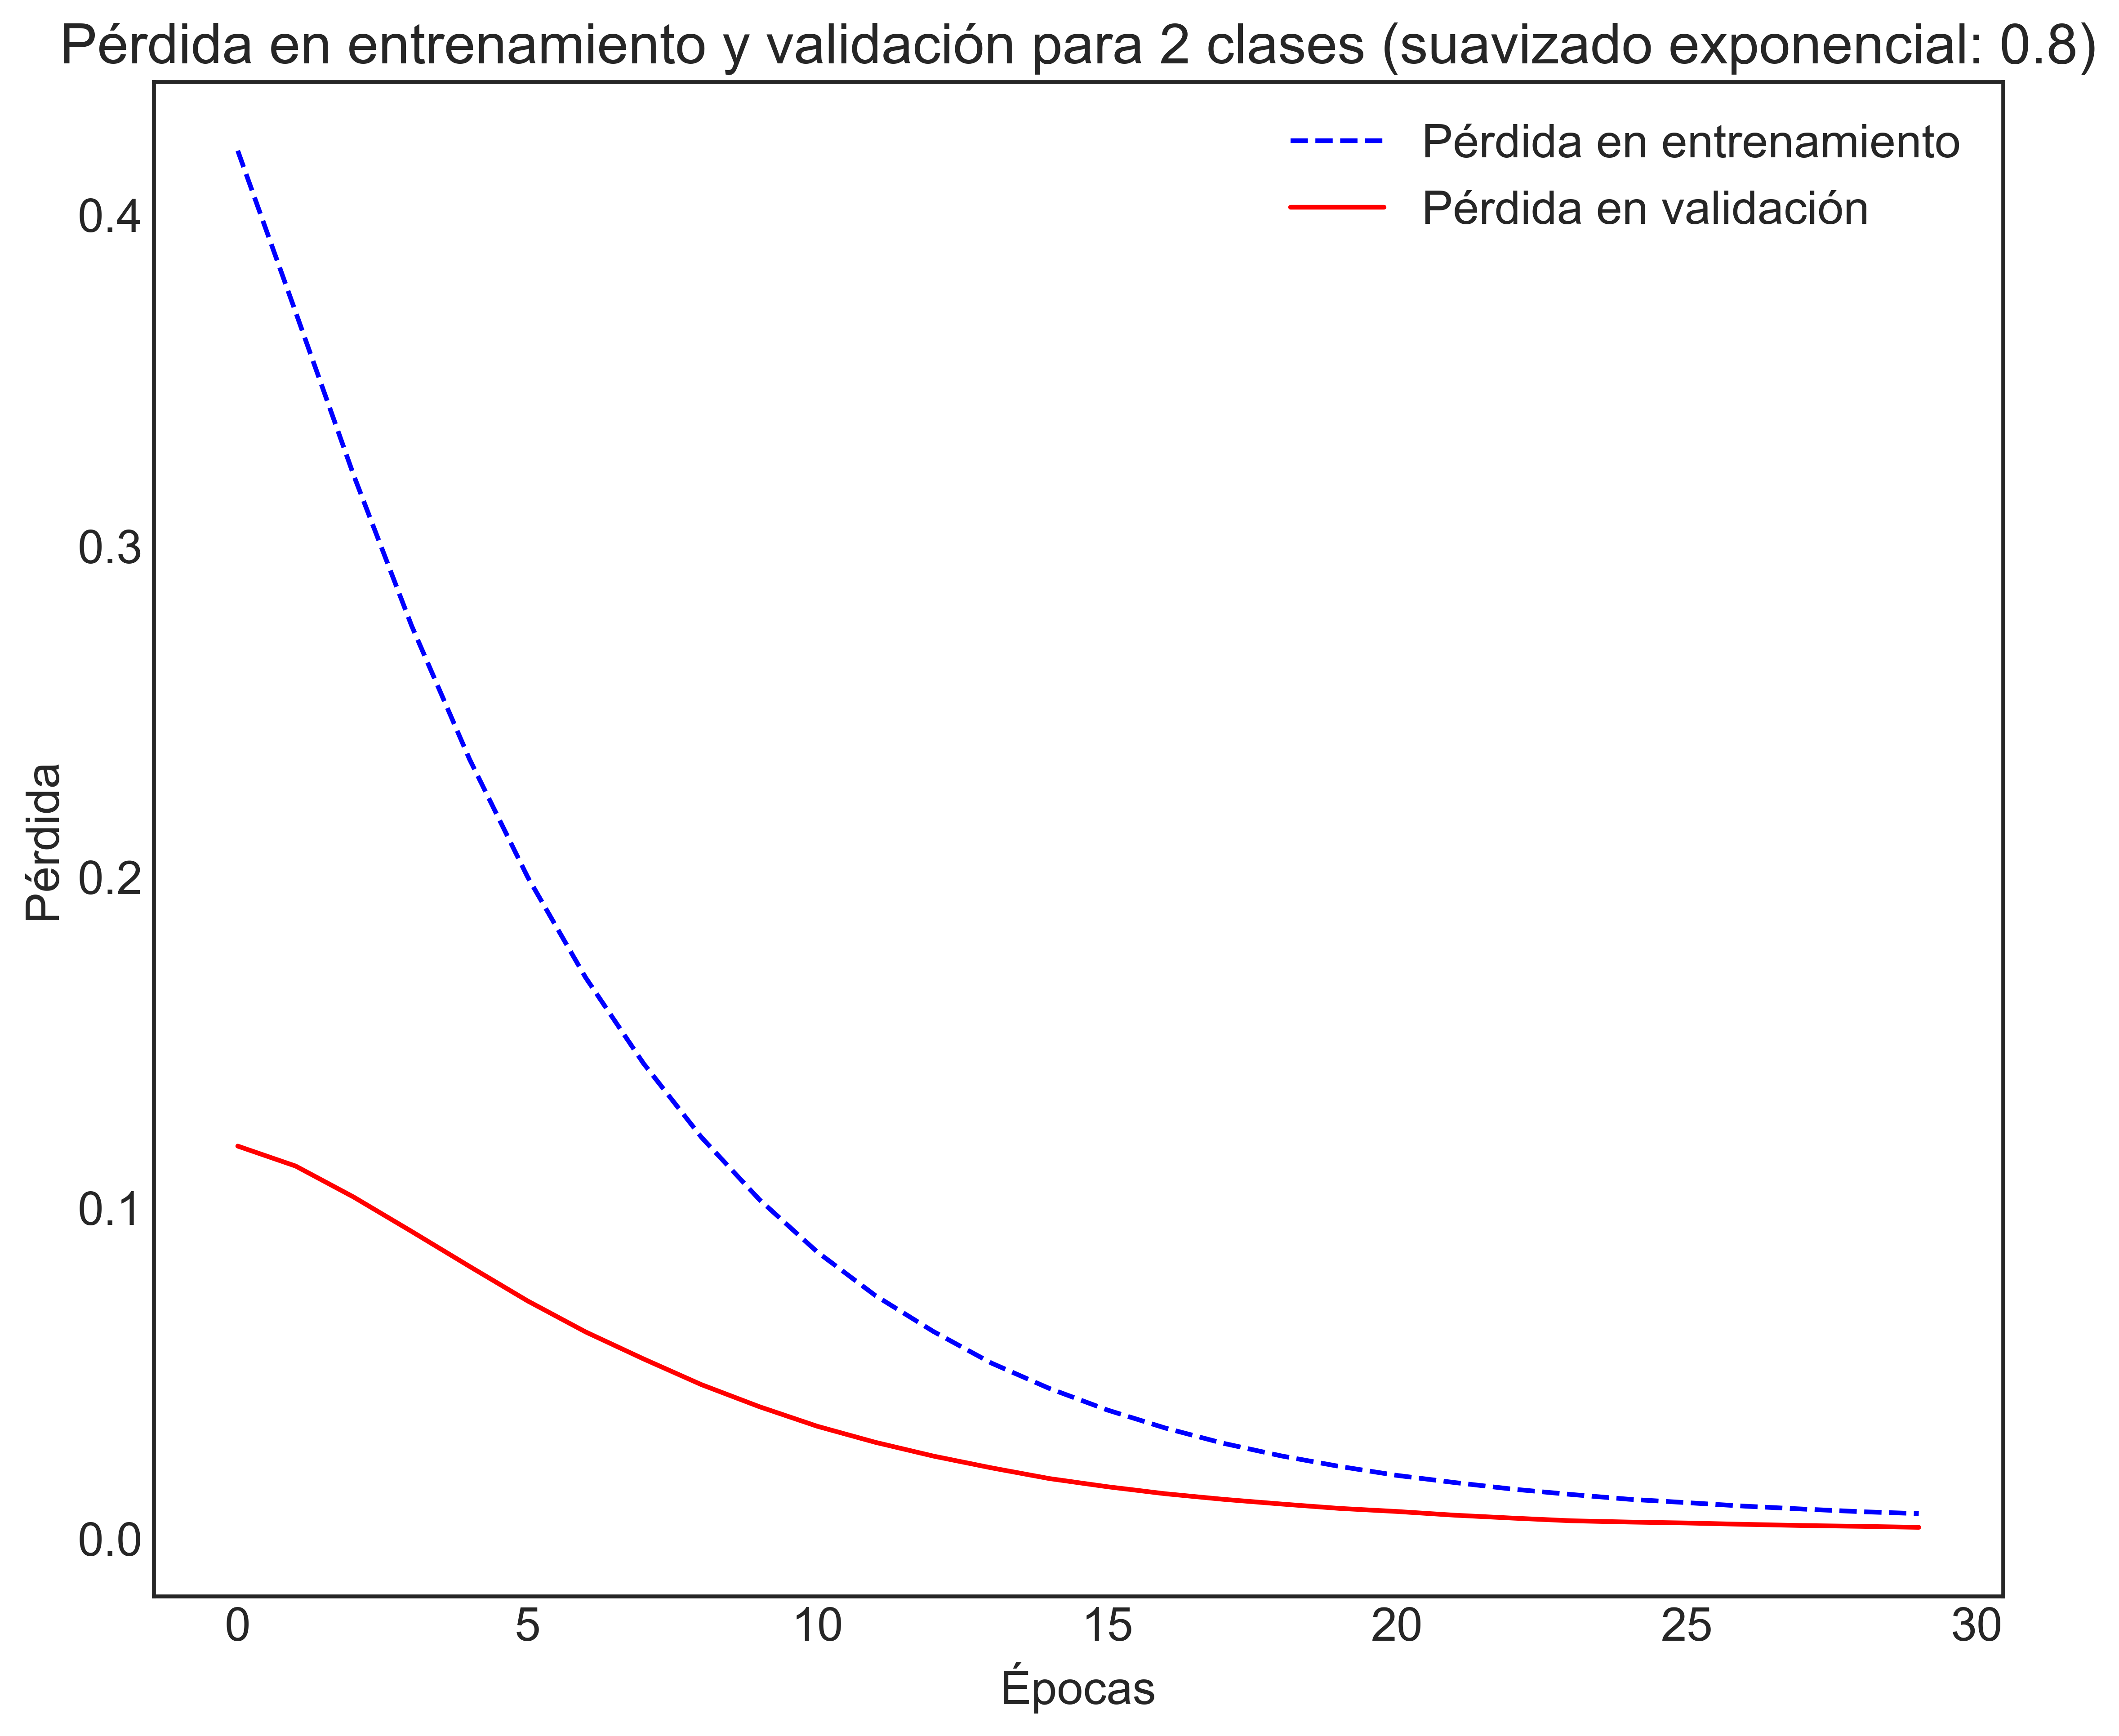 Pérdida en entrenamiento y validación para 2 clases (suavizado exponencial: 0.8)
Pérdida en entrenamiento
Pérdida en validación
Pérdida
0.4
0.3
0.2
0.1
0.0
0 5 10 15 20 25 30
Épocas